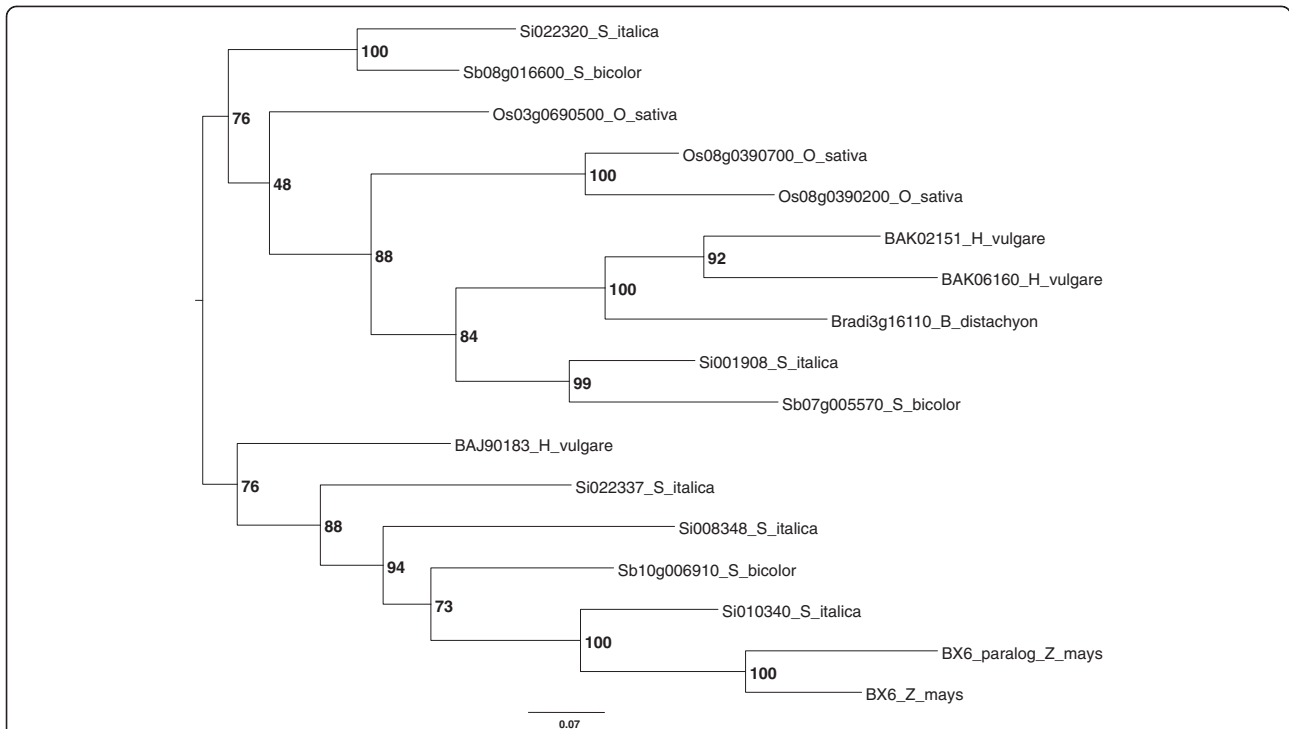 Si022320_S_italica
100
Sb08g016600_S_bicolor
76
Os03g0690500_O_sativa
48
Os08g0390700_O_sativa
100
Os08g0390200_O_sativa
88
BAK02151_H_vulgare
92
BAK06160_H_vulgare
100
Bradi3g16110_B_distachyon
84
Si001908_S_italica
99
Sb07g005570_S_bicolor
BAJ90183_H_vulgare
76
Si022337_S_italica
88
Si008348_S_italica
94
Sb10g006910_S_bicolor
73
Si010340_S_italica
100
BX6_paralog_Z_mays
100
BX6_Z_mays
0.07